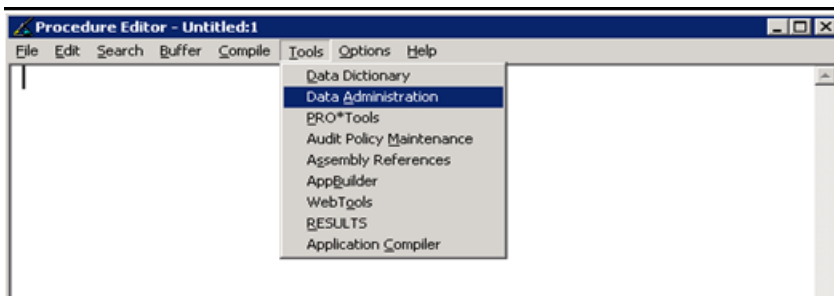 Procedure Editor - Untitled:1
File Edit Search Buffer Compile Tools Options Help
Data Dictionary
Data Administration
PRO*Tools
Audit Policy Maintenance
Assembly References
AppBuilder
WebTools
RESULTS
Application Compiler